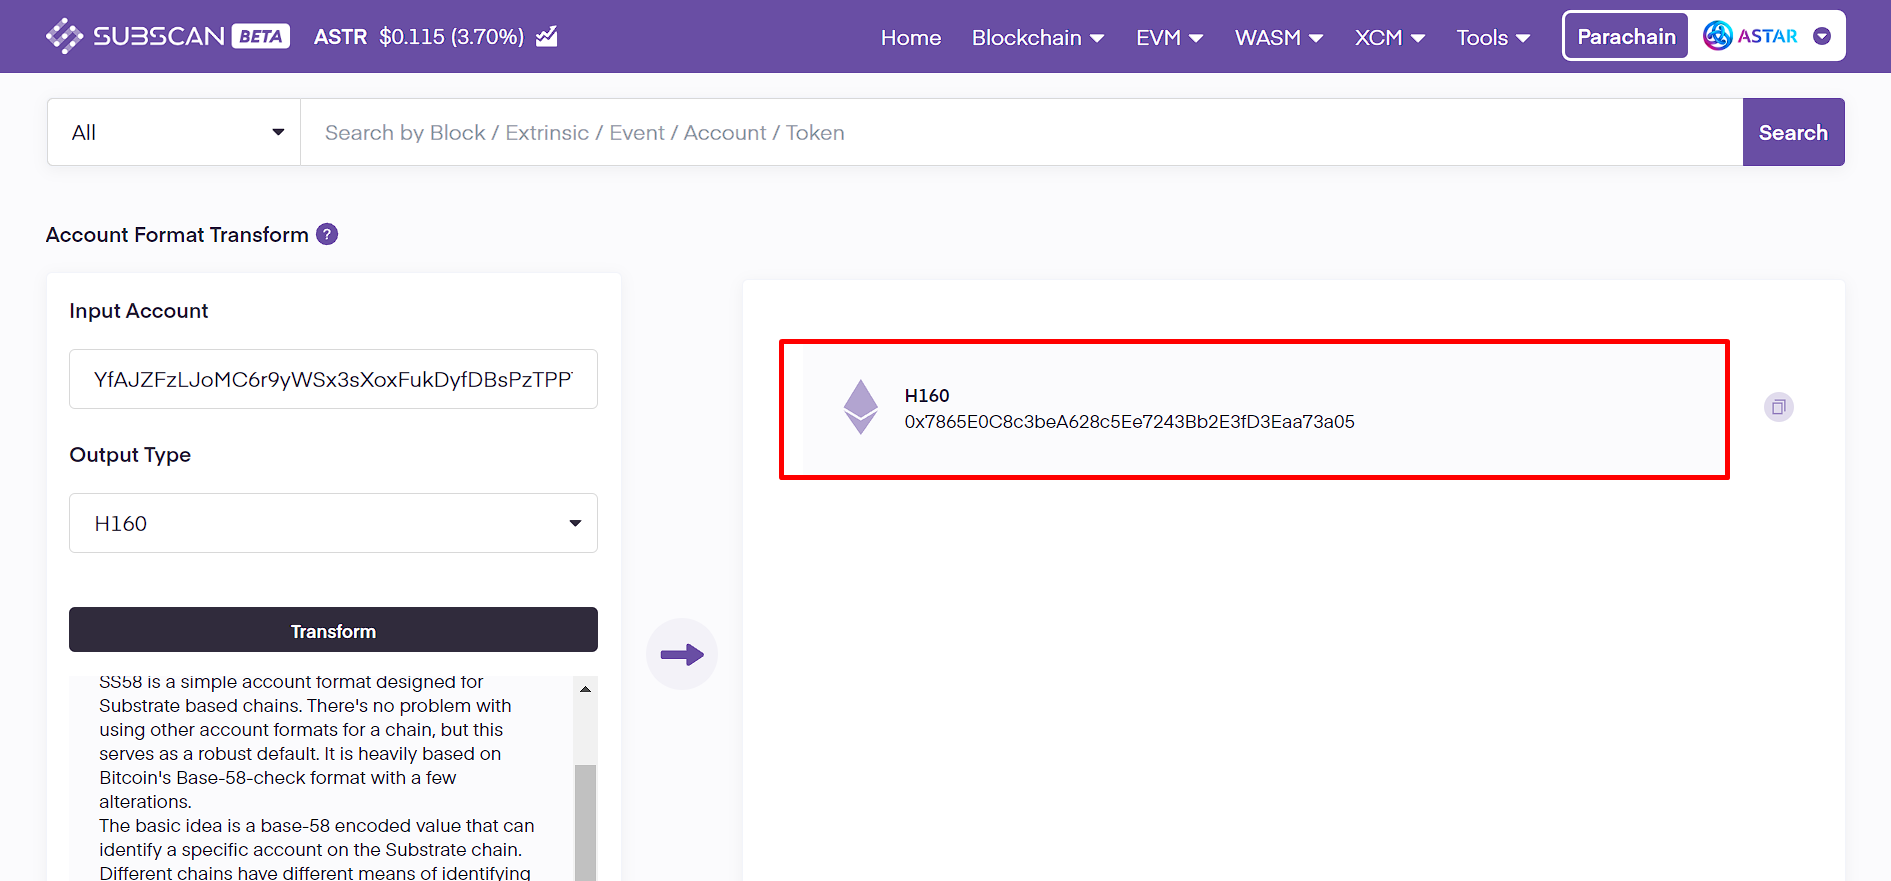 SUBSCAN BETA ASTR $0.115 (3.70%) Home Blockchain EVM WASM XCM Tools Parachain ASTAR
All Search by Block / Extrinsic / Event / Account / Token Search
Account Format Transform ?
Input Account
YfAJZFzLJoMC6r9yWSx3sXoxFukDyfDBsPzTPP
Output Type
H160
Transform
SS58 is a simple account format designed for
Substrate based chains. There's no problem with
using other account formats for a chain, but this
serves as a robust default. It is heavily based on
Bitcoin's Base-58-check format with a few
alterations.
The basic idea is a base-58 encoded value that can
identify a specific account on the Substrate chain.
Different chains have different means of identifying
H160
0x7865E0C8c3beA628c5Ee7243Bb2E3fD3Eaa73a05